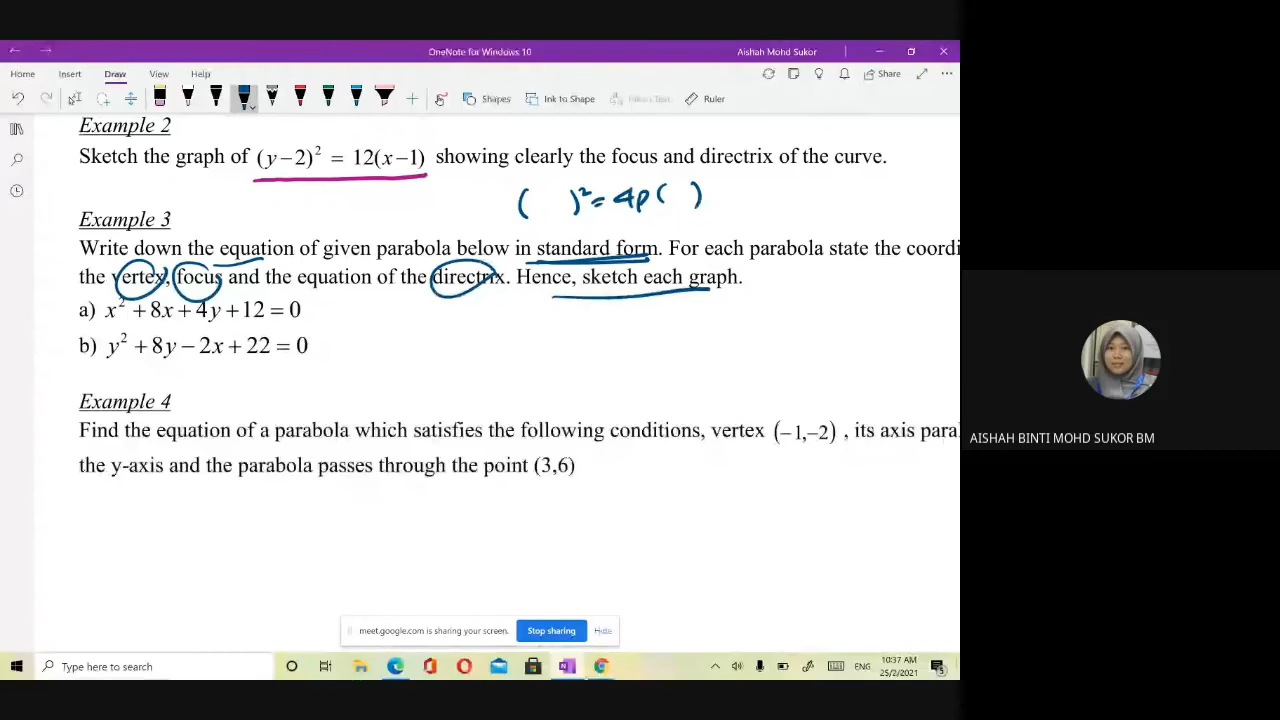 OneNote for Windows 10
Aishah Mohd Sukor
Home Insert Draw View Help
Share
Shapes
Ink to Shape
Ruler
Example 2
Sketch the graph of (y−2)² = 12(x−1) showing clearly the focus and directrix of the curve.
( )² = 4p( )
Example 3
Write down the equation of given parabola below in standard form. For each parabola state the coordi
the vertex, focus and the equation of the directrix. Hence, sketch each graph.
a) x² + 8x + 4y + 12 = 0
b) y² + 8y − 2x + 22 = 0
Example 4
Find the equation of a parabola which satisfies the following conditions, vertex (−1,−2) , its axis paral
the y-axis and the parabola passes through the point (3,6)
AISHAH BINTI MOHD SUKOR BM
meet.google.com is sharing your screen.
Stop sharing
Hide
Type here to search
ENG
10:37 AM
25/2/2021